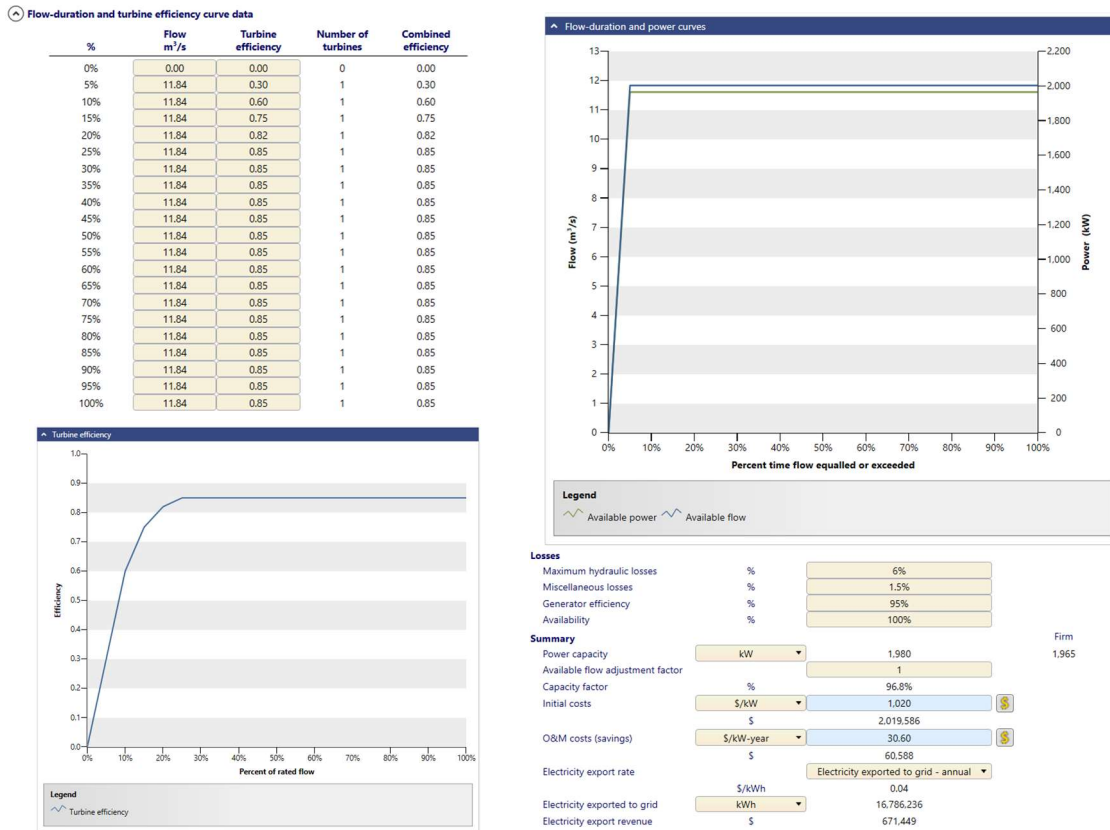 Flow-duration and turbine efficiency curve data
% Flow m³/s Turbine efficiency Number of turbines Combined efficiency
0% 0.00 0.00 0 0.00
5% 11.84 0.30 1 0.30
10% 11.84 0.60 1 0.60
15% 11.84 0.75 1 0.75
20% 11.84 0.82 1 0.82
25% 11.84 0.85 1 0.85
30% 11.84 0.85 1 0.85
35% 11.84 0.85 1 0.85
40% 11.84 0.85 1 0.85
45% 11.84 0.85 1 0.85
50% 11.84 0.85 1 0.85
55% 11.84 0.85 1 0.85
60% 11.84 0.85 1 0.85
65% 11.84 0.85 1 0.85
70% 11.84 0.85 1 0.85
75% 11.84 0.85 1 0.85
80% 11.84 0.85 1 0.85
85% 11.84 0.85 1 0.85
90% 11.84 0.85 1 0.85
95% 11.84 0.85 1 0.85
100% 11.84 0.85 1 0.85
Turbine efficiency
1.0
0.9
0.8
0.7
0.6
0.5
0.4
0.3
0.2
0.1
0.0
Efficiency
0% 10% 20% 30% 40% 50% 60% 70% 80% 90% 100%
Percent of rated flow
Legend
Turbine efficiency
Flow-duration and power curves
13
12
11
10
9
8
7
6
5
4
3
2
1
0
Flow (m³/s)
2,200
2,000
1,800
1,600
1,400
1,200
1,000
800
600
400
200
0
Power (kW)
0% 10% 20% 30% 40% 50% 60% 70% 80% 90% 100%
Percent time flow equalled or exceeded
Legend
Available power Available flow
Losses
Maximum hydraulic losses % 6%
Miscellaneous losses % 1.5%
Generator efficiency % 95%
Availability % 100%
Summary Firm
Power capacity kW 1,980 1,965
Available flow adjustment factor 1
Capacity factor % 96.8%
Initial costs $/kW 1,020 $
$ 2,019,586
O&M costs (savings) $/kW-year 30.60 $
$ 60,588
Electricity export rate Electricity exported to grid - annual
$/kWh 0.04
Electricity exported to grid kWh 16,786,236
Electricity export revenue $ 671,449